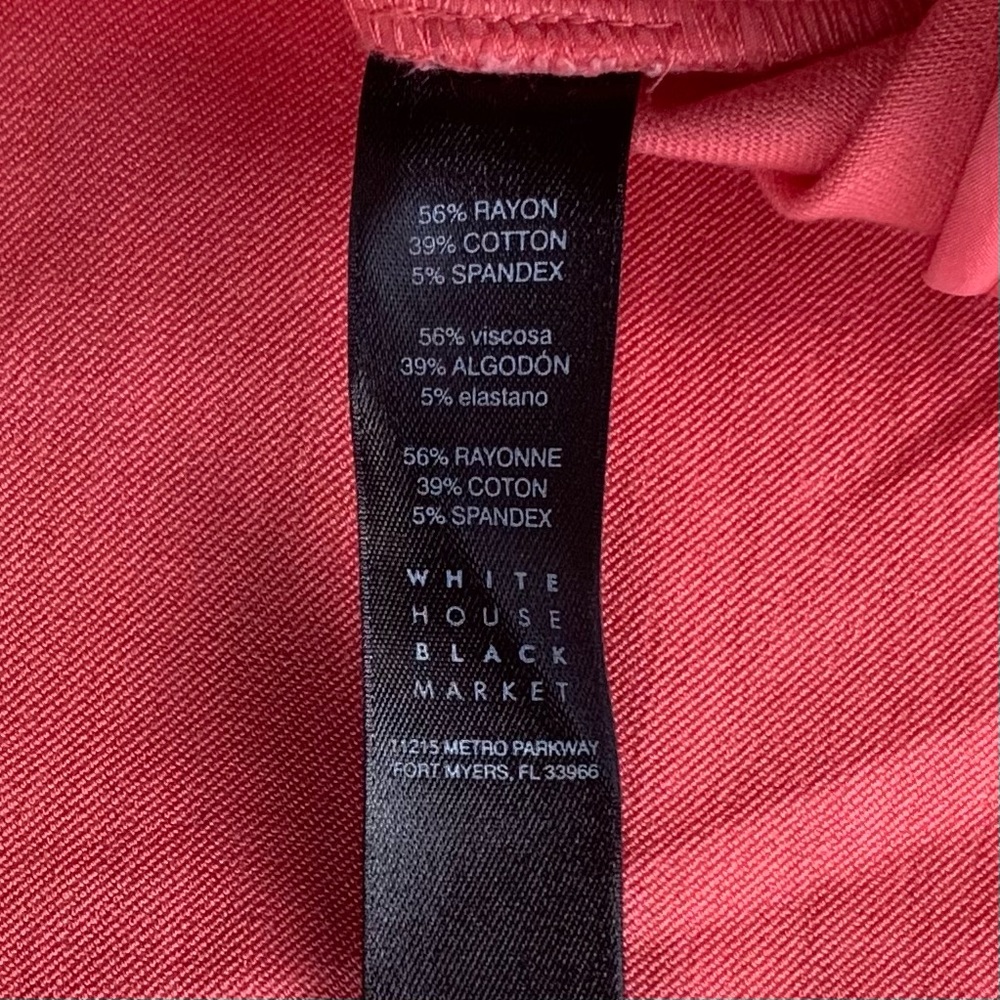 56% RAYON
39% COTTON
5% SPANDEX
56% viscosa
39% ALGODÓN
5% elastano
56% RAYONNE
39% COTON
5% SPANDEX
WHITE
HOUSE
BLACK
MARKET
11215 METRO PARKWAY
FORT MYERS, FL 33966